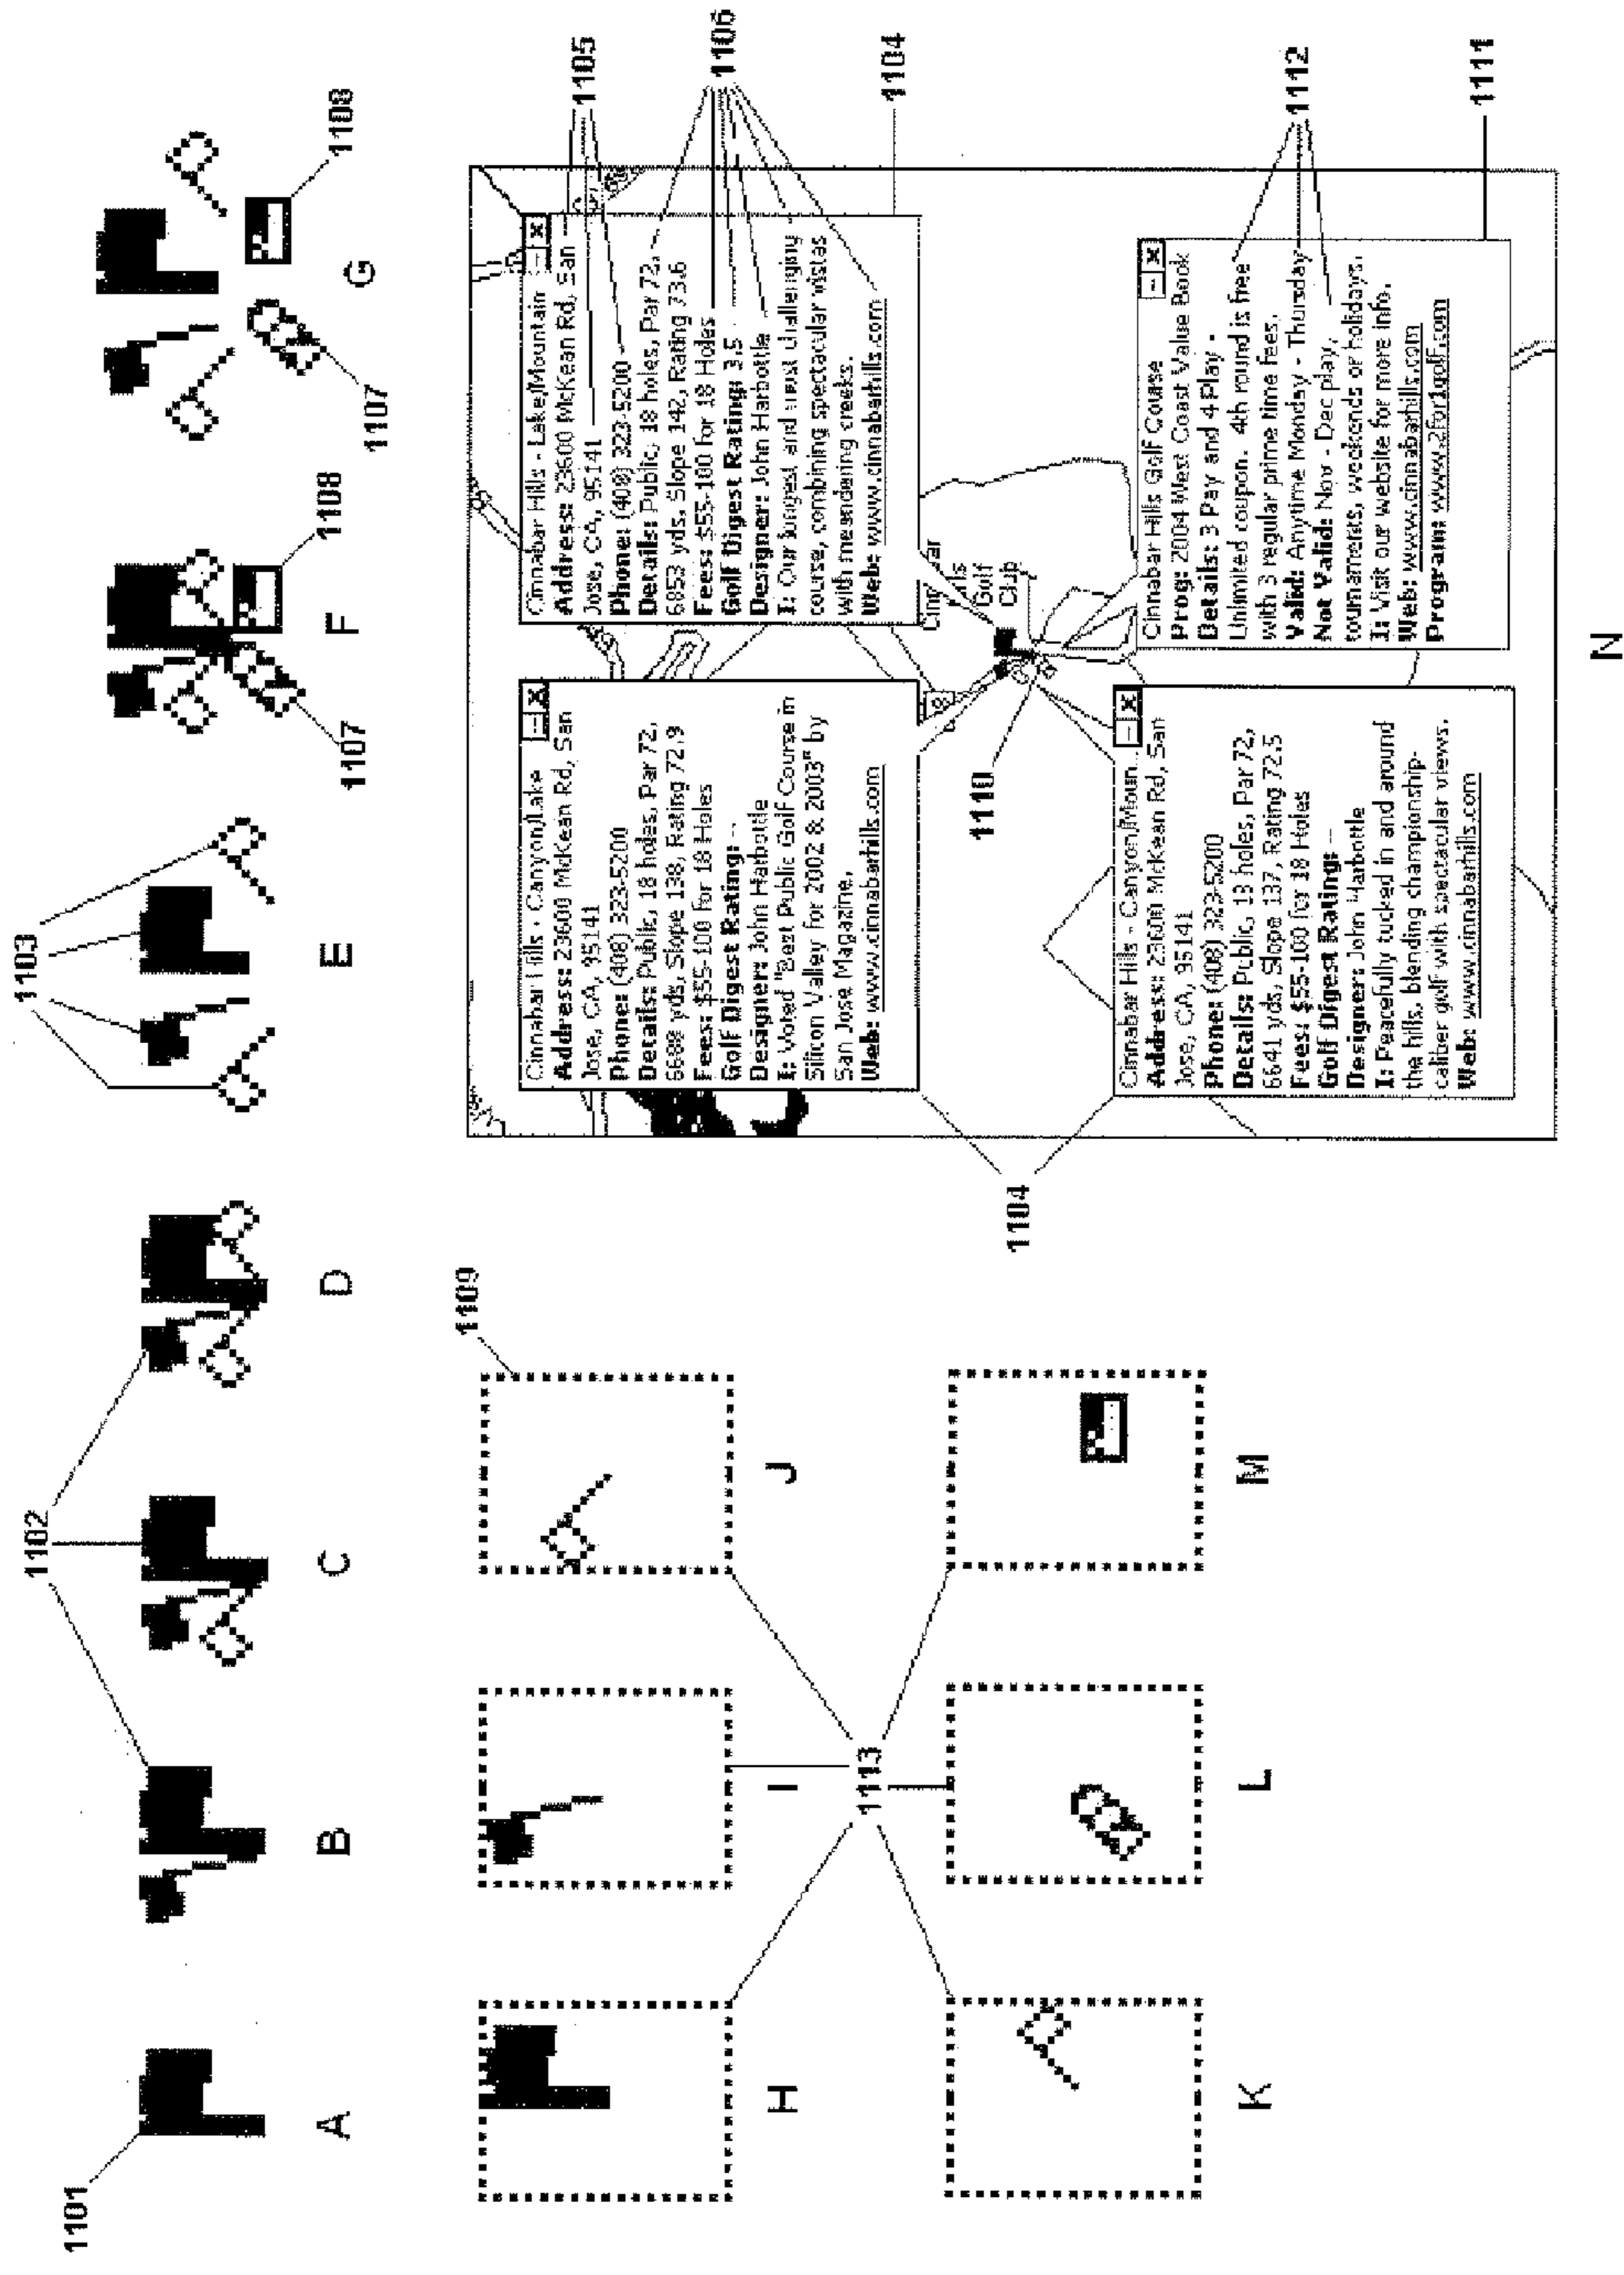 1101
1102
1103
A
B
C
D
E
F
G
1107
1108
1107
1108
1109
H
I
J
1113
K
L
M
1104
1105
1106
1104
1112
1111
1110
Cinnabar Hills - Canyon/Lake
Address: 23600 McKean Rd, San
Jose, CA, 95141
Phone: (408) 323-5200
Details: Public, 18 holes, Par 72,
6688 yds, Slope 138, Rating 72.9
Fees: $55-100 for 18 Holes
Golf Digest Rating: --
Designer: John Harbottle
I: Voted "Best Public Golf Course in
Silicon Valley for 2002 & 2003" by
San Jose Magazine.
Web: www.cinnabarhills.com
Cinnabar Hills - Lake/Mountain
Address: 23600 McKean Rd, San
Jose, CA, 95141
Phone: (408) 323-5200
Details: Public, 18 holes, Par 72,
6853 yds, Slope 142, Rating 73.6
Fees: $55-100 for 18 Holes
Golf Digest Rating: 3.5
Designer: John Harbottle
I: Our longest and most challenging
course, combining spectacular vistas
with meandering creeks.
Web: www.cinnabarhills.com
Golf
Club
Cinnabar Hills - Canyon/Moun...
Address: 23600 McKean Rd, San
Jose, CA, 95141
Phone: (408) 323-5200
Details: Public, 18 holes, Par 72,
6641 yds, Slope 137, Rating 72.5
Fees: $55-100 for 18 Holes
Golf Digest Rating: --
Designer: John Harbottle
I: Peacefully tucked in and around
the hills, blending championship-
caliber golf with spectacular views.
Web: www.cinnabarhills.com
Cinnabar Hills Golf Course
Prog: 2004 West Coast Value Book
Details: 3 Pay and 4 Play -
Unlimited coupon. 4th round is free
with 3 regular prime time fees.
Valid: Anytime Monday - Thursday
Not Valid: Nov - Dec play,
tournaments, weekends or holidays.
I: Visit our website for more info.
Web: www.cinnabarhills.com
Program: www.2for1golf.com
N